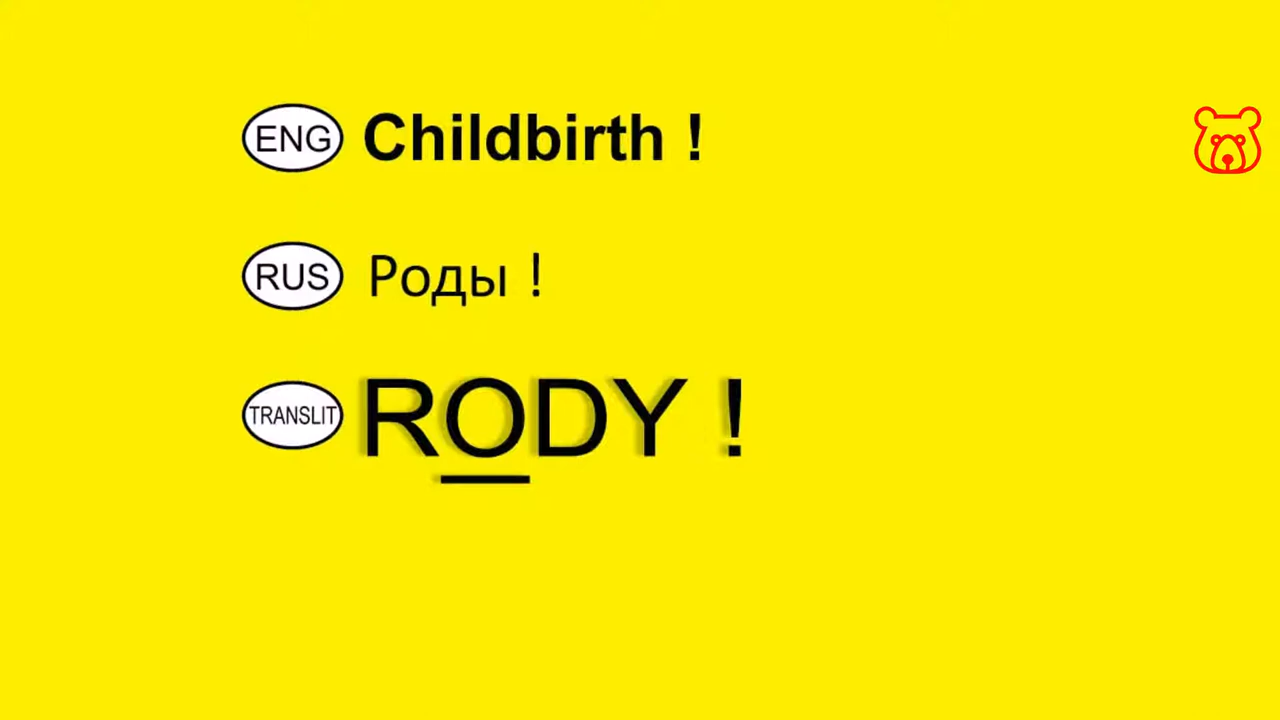 ENG Childbirth !
RUS Роды !
TRANSLIT RODY !